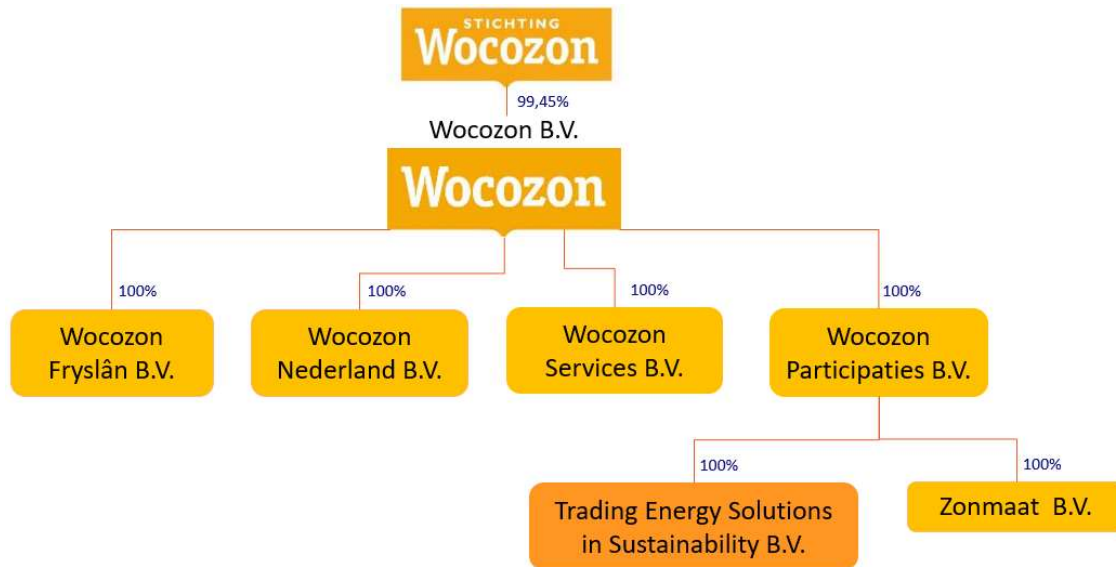 STICHTING
Wocozon
99,45%
Wocozon B.V.
Wocozon
100%
100%
100%
100%
Wocozon
Fryslân B.V.
Wocozon
Nederland B.V.
Wocozon
Services B.V.
Wocozon
Participaties B.V.
100%
100%
Trading Energy Solutions
in Sustainability B.V.
Zonmaat B.V.